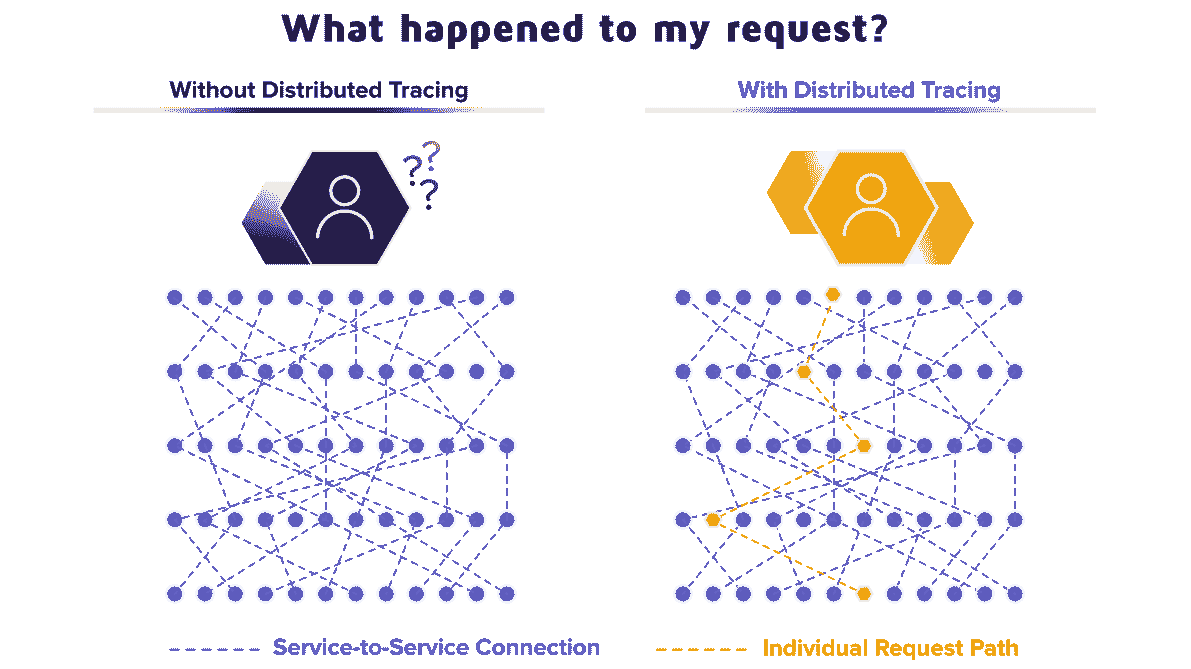 What happened to my request?
Without Distributed Tracing
With Distributed Tracing
???
Service-to-Service Connection
Individual Request Path